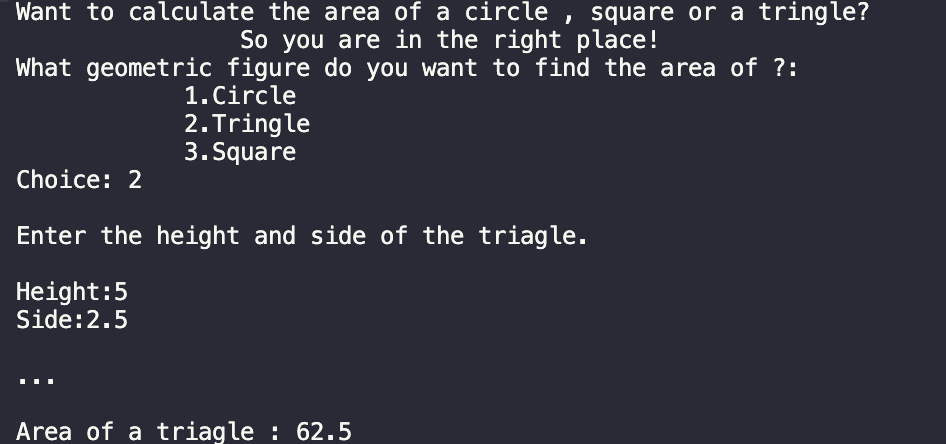 Want to calculate the area of a circle , square or a tringle?
So you are in the right place!
What geometric figure do you want to find the area of ?:
1.Circle
2.Tringle
3.Square
Choice: 2
Enter the height and side of the triagle.
Height:5
Side:2.5
...
Area of a triagle : 62.5